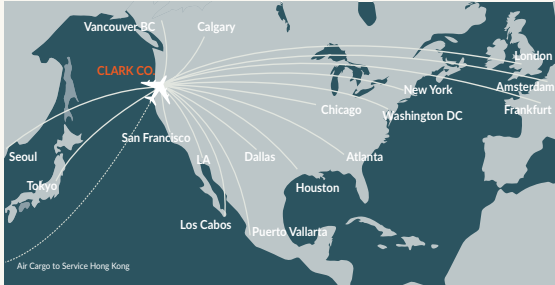 Vancouver BC
Calgary
CLARK CO.
London
Amsterdam
Frankfurt
New York
Chicago
Washington DC
San Francisco
Seoul
LA
Dallas
Atlanta
Tokyo
Houston
Los Cabos
Puerto Vallarta
Air Cargo to Service Hong Kong